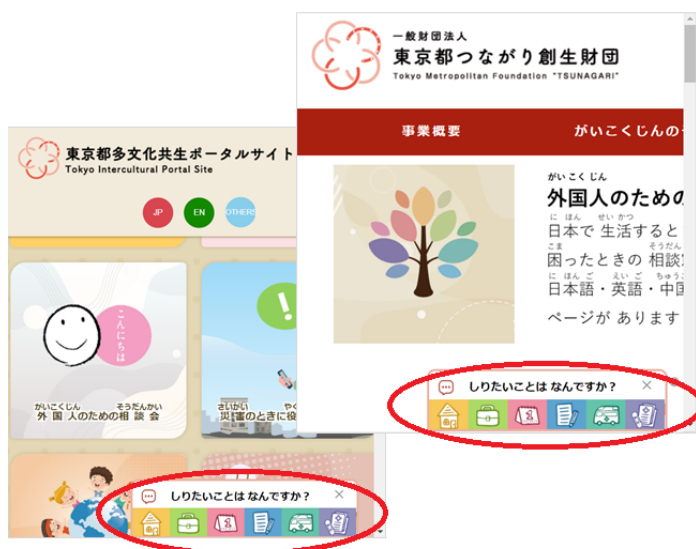 一般財団法人
東京都つながり創生財団
Tokyo Metropolitan Foundation "TSUNAGARI"
事業概要
がいこくじんの
がいこくじん
外国人のための
にほん せいかつ
日本で 生活すると
こま そうだん
困ったときの 相談
にほんご えいご ちゅうご
日本語・英語・中国
ページが あります
しりたいことは なんですか？
東京都多文化共生ポータルサイト
Tokyo Intercultural Portal Site
JP
EN
OTHERS
こんにちは
がいこくじん そうだんかい
外国人のための相談会
さいがい やく
災害のときに役
しりたいことは なんですか？